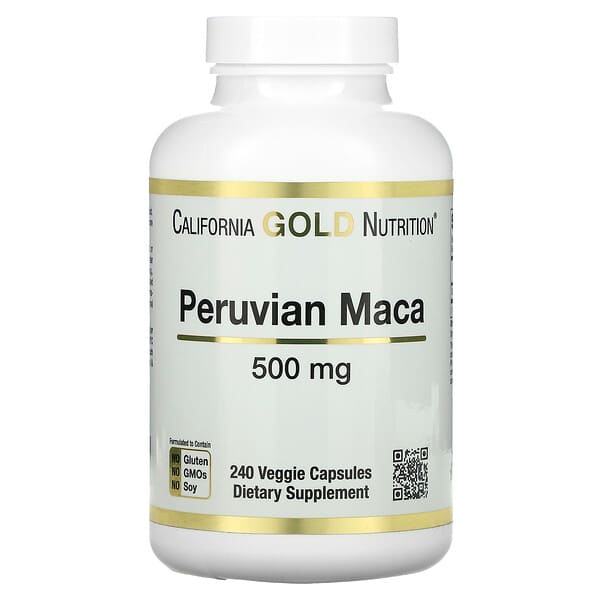 CALIFORNIA GOLD NUTRITION®
Peruvian Maca
500 mg
Formulated to Contain
NO Gluten
NO GMOs
NO Soy
240 Veggie Capsules
Dietary Supplement